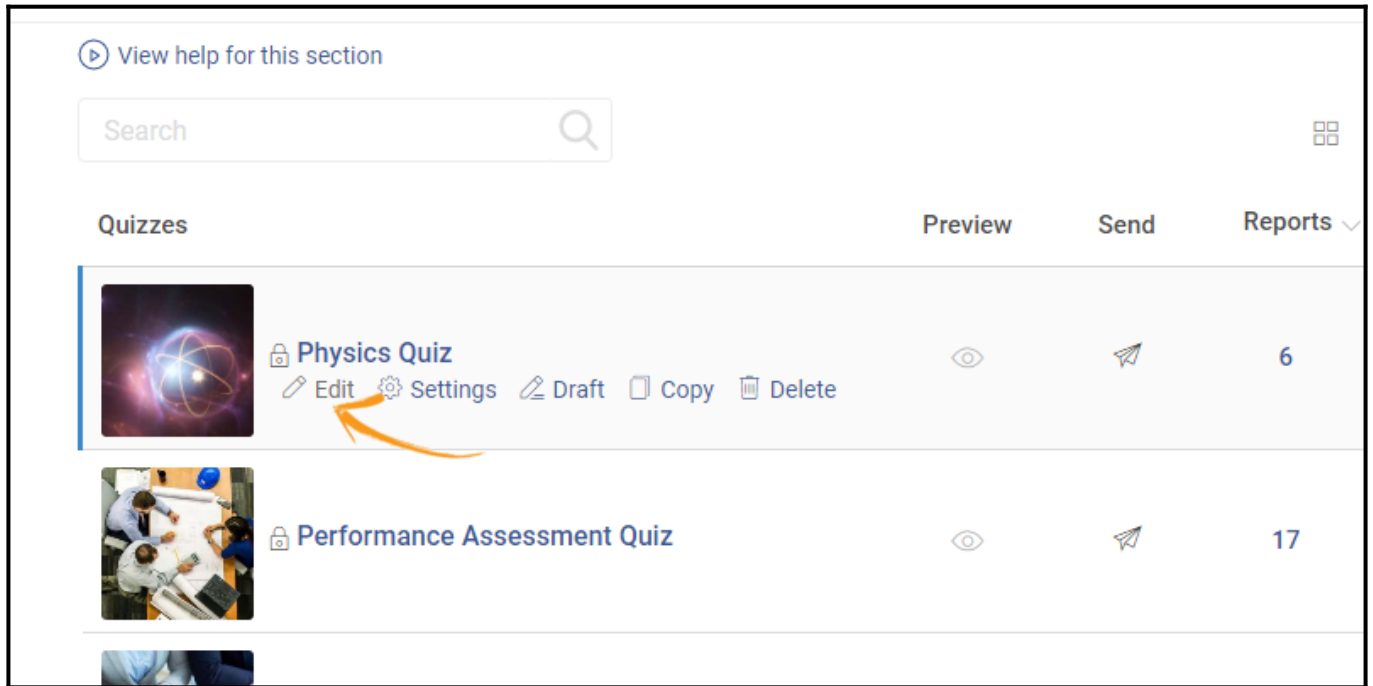 View help for this section
Search
Quizzes Preview Send Reports
Physics Quiz 6
Edit Settings Draft Copy Delete
Performance Assessment Quiz 17